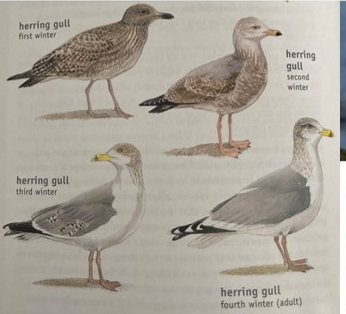 herring gull
first winter
herring
gull
second
winter
herring gull
third winter
herring gull
fourth winter (adult)